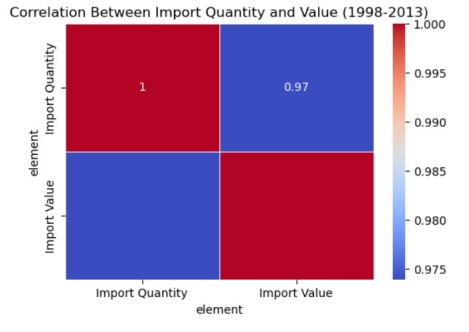 Correlation Between Import Quantity and Value (1998-2013)
element
Import Quantity
Import Value
1
0.97
Import Quantity
Import Value
element
1.000
0.995
0.990
0.985
0.980
0.975